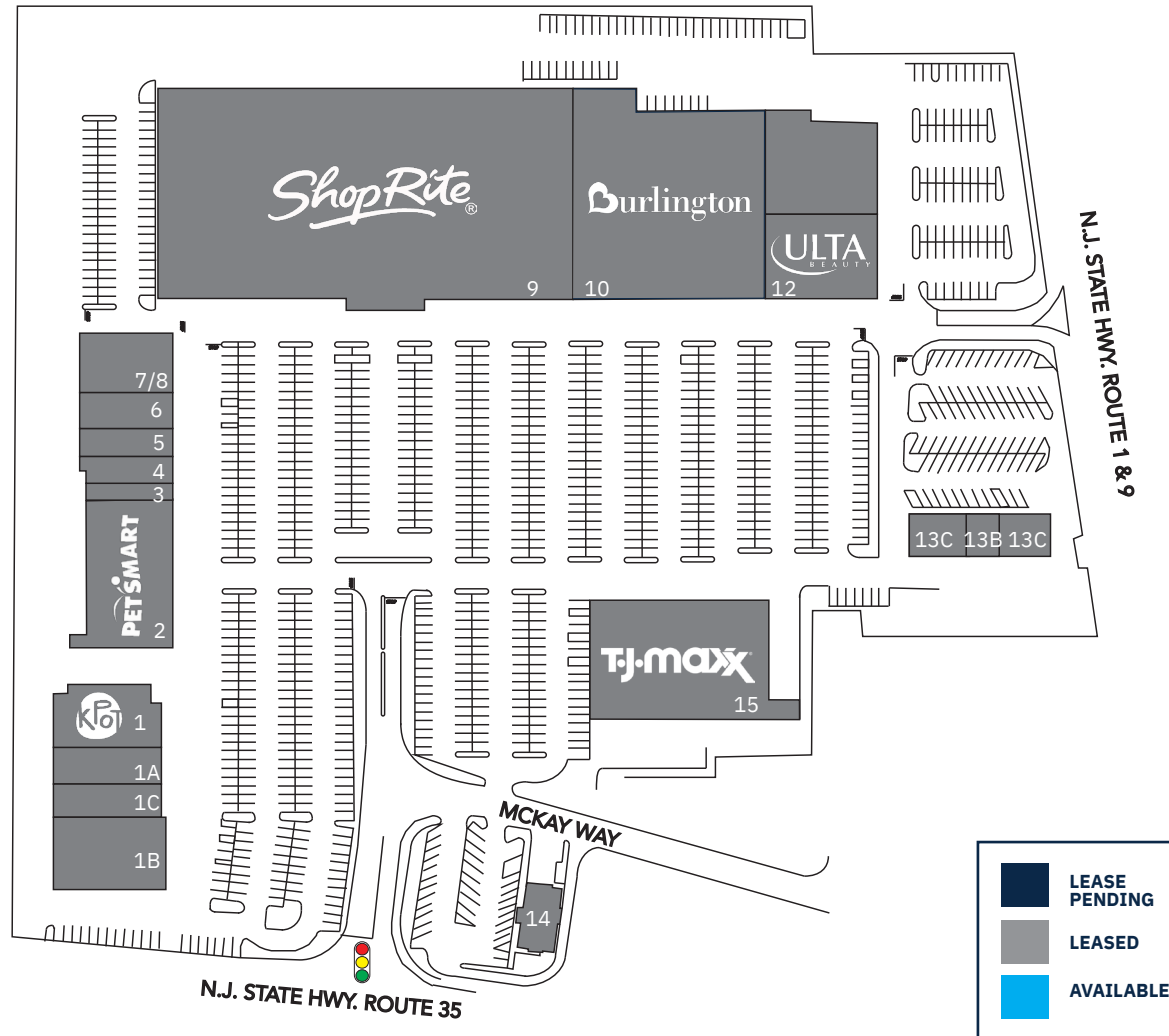 ShopRite®
Burlington
ULTA
BEAUTY
9
10
12
N.J. STATE HWY. ROUTE 1 & 9
7/8
6
5
4
3
PETSMART
2
13C
13B
13C
T·J·maxx
15
KPOT
1
1A
1C
1B
MCKAY WAY
14
N.J. STATE HWY. ROUTE 35
LEASE
PENDING
LEASED
AVAILABLE